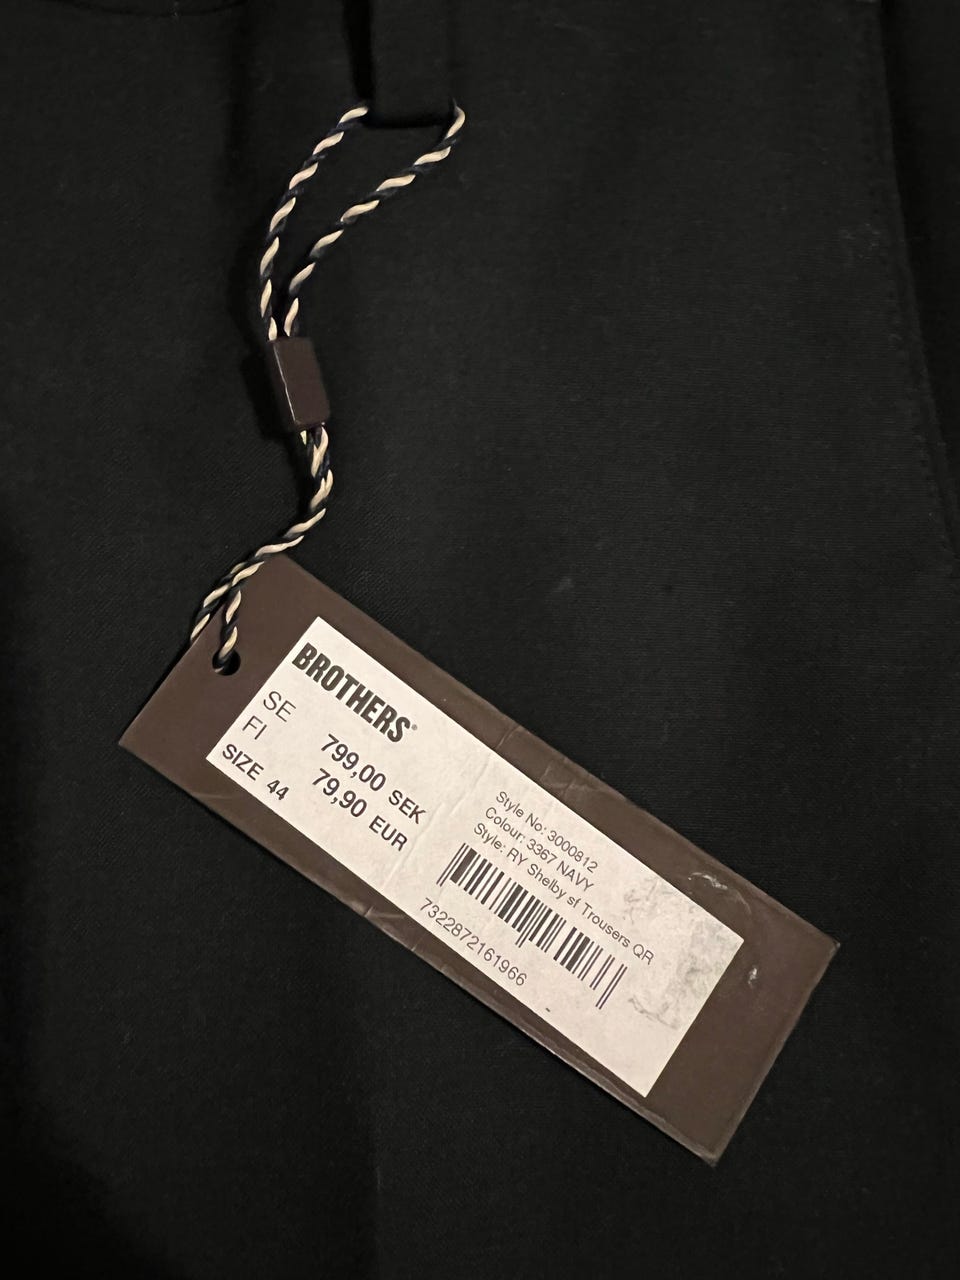 BROTHERS®
SE 799,00 SEK
FI 79,90 EUR
SIZE 44
Style No: 3000812
Colour: 3367 NAVY
Style: RY Shelby sf Trousers QR
7322872161966